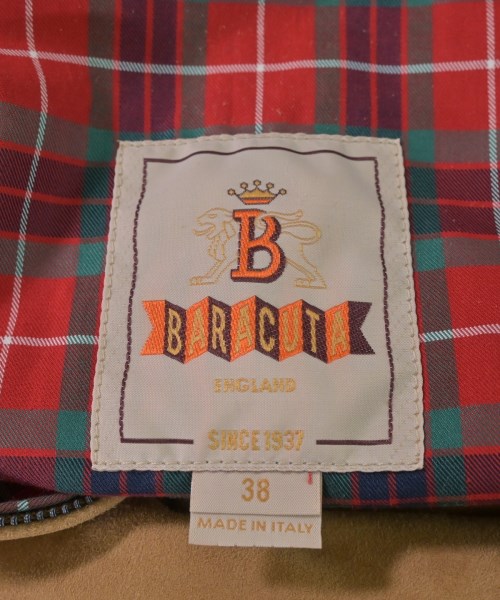 B
BARACUTA
ENGLAND
SINCE 1937
38
MADE IN ITALY